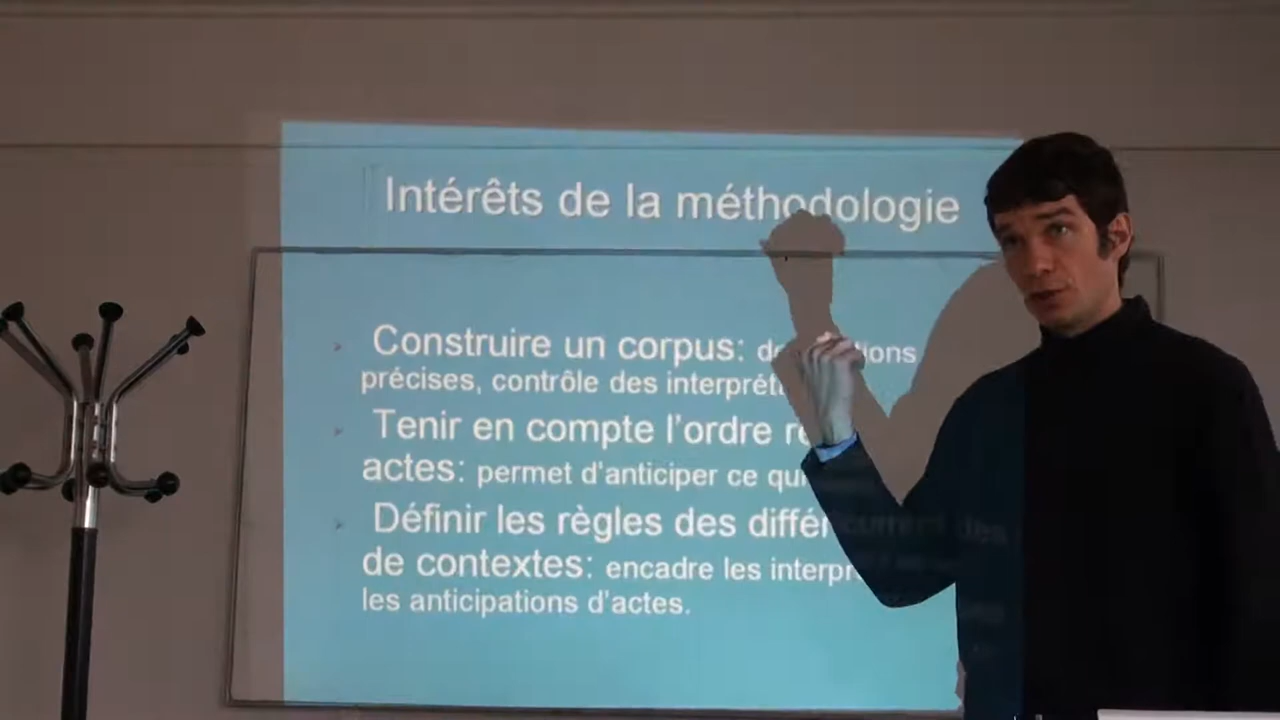 Intérêts de la méthodologie
Construire un corpus:
précises, contrôle des
Tenir en compte l'ordre
actes: permet d'anticiper ce
Définir les règles des
de contextes: encadre les
les anticipations d'actes.